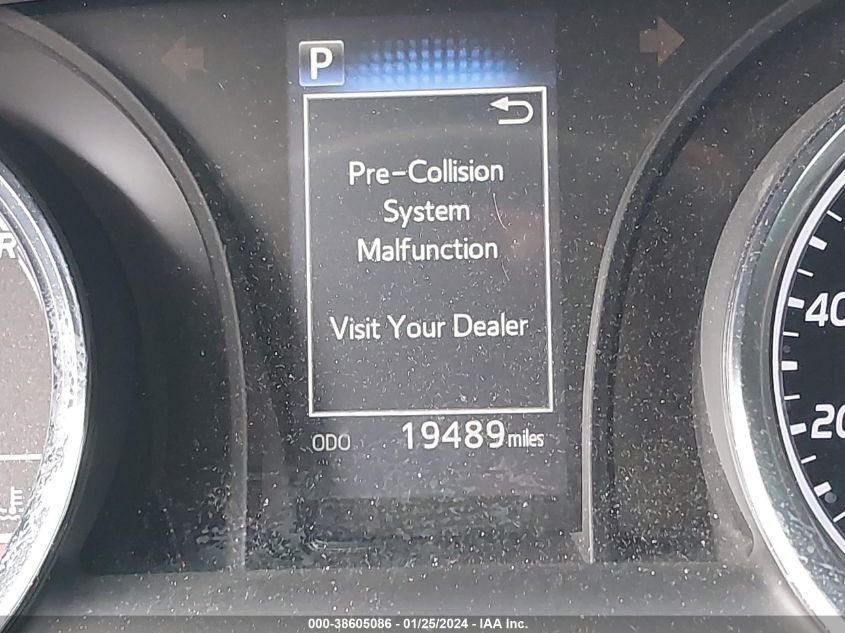 P
Pre-Collision
System
Malfunction
Visit Your Dealer
ODO 19489 miles
40
20
R
000-38605086 - 01/25/2024 - IAA Inc.